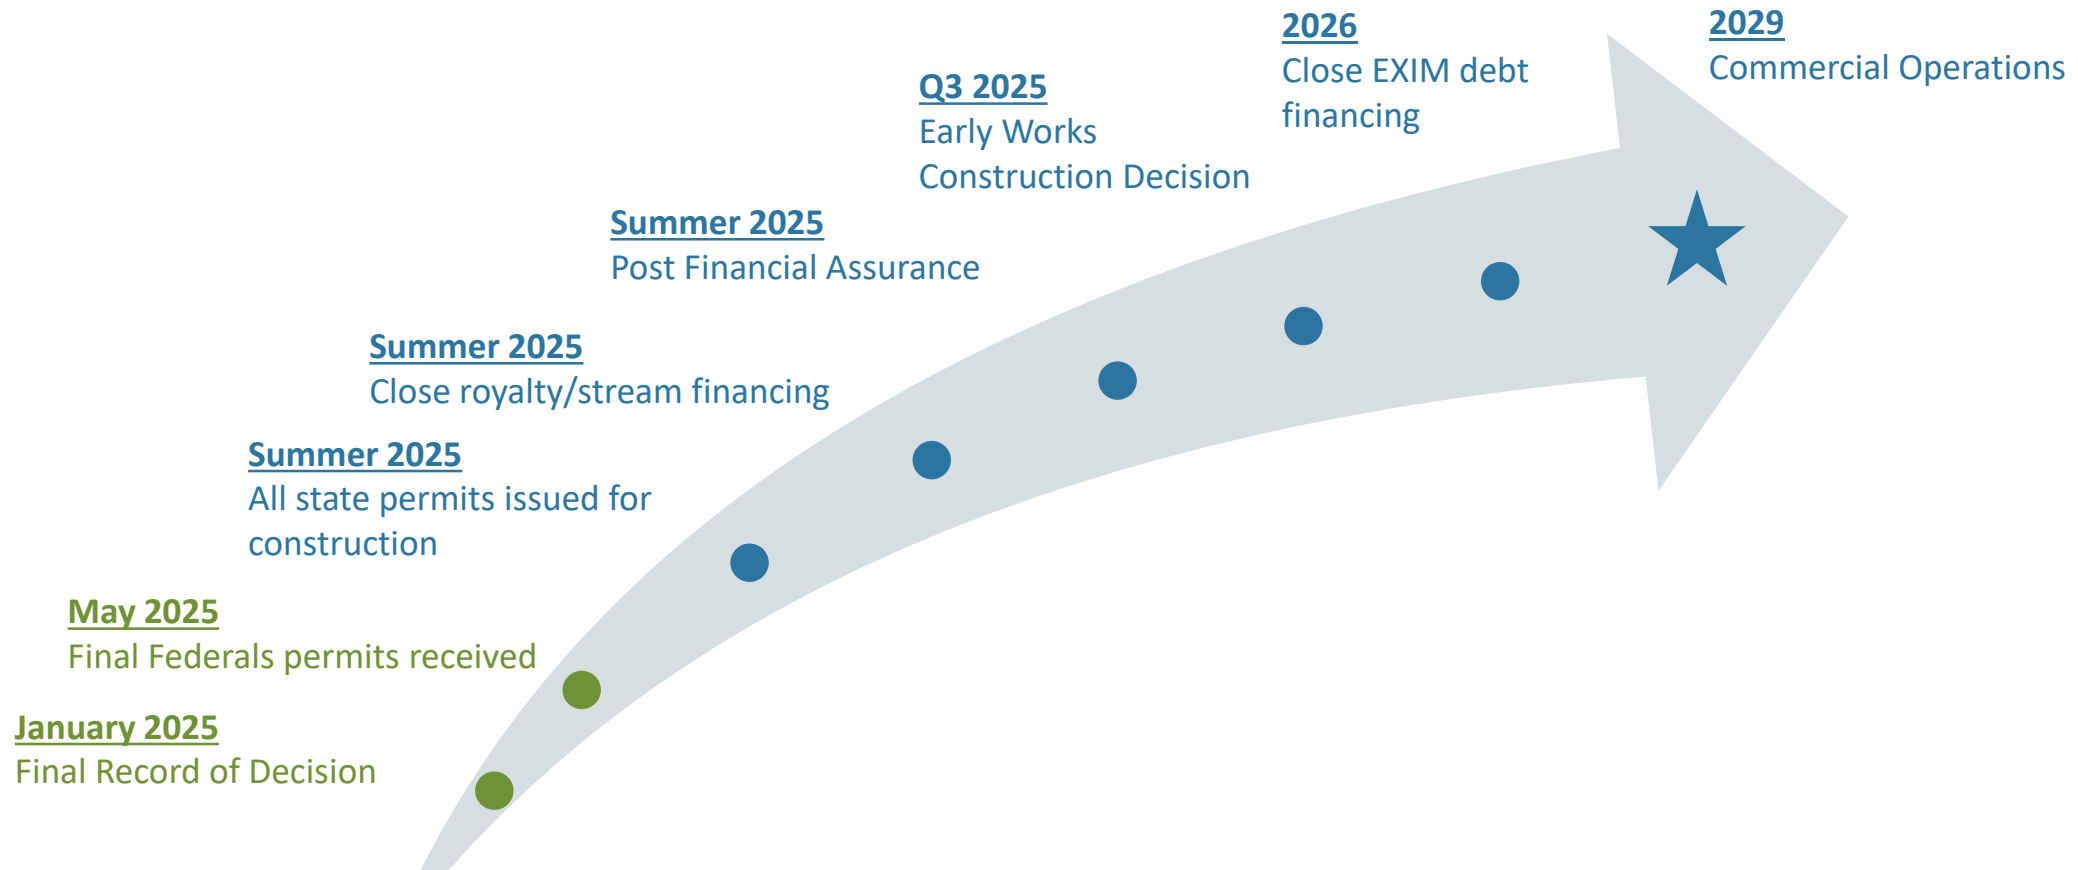 2026
Close EXIM debt
financing
2029
Commercial Operations
Q3 2025
Early Works
Construction Decision
Summer 2025
Post Financial Assurance
Summer 2025
Close royalty/stream financing
Summer 2025
All state permits issued for
construction
May 2025
Final Federals permits received
January 2025
Final Record of Decision